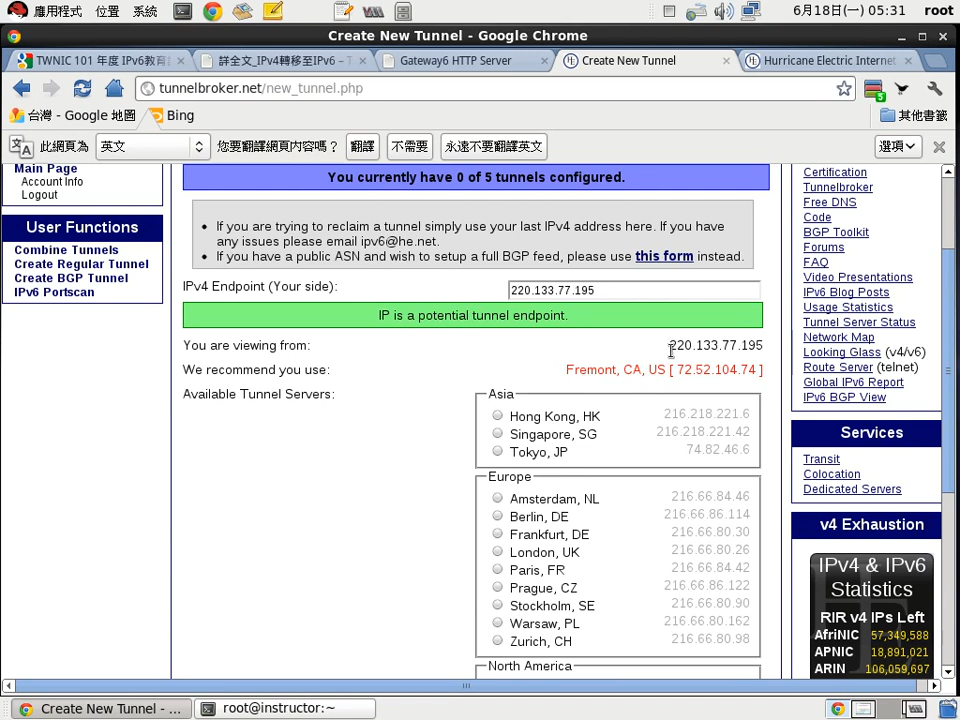 應用程式 位置 系統 6月18日(一) 05:31 root
Create New Tunnel - Google Chrome
TWNIC 101 年度 IPv6教育 詳全文_IPv4轉移至IPv6 – T Gateway6 HTTP Server Create New Tunnel Hurricane Electric Internet
tunnelbroker.net/new_tunnel.php
5
台灣 - Google 地圖 Bing 其他書籤
此網頁為 英文 您要翻譯網頁內容嗎？ 翻譯 不需要 永遠不要翻譯英文 選項
Main Page
Account Info
Logout
User Functions
Combine Tunnels
Create Regular Tunnel
Create BGP Tunnel
IPv6 Portscan
You currently have 0 of 5 tunnels configured.
If you are trying to reclaim a tunnel simply use your last IPv4 address here. If you have
any issues please email ipv6@he.net.
If you have a public ASN and wish to setup a full BGP feed, please use this form instead.
IPv4 Endpoint (Your side): 220.133.77.195
IP is a potential tunnel endpoint.
You are viewing from: 220.133.77.195
We recommend you use: Fremont, CA, US [ 72.52.104.74 ]
Available Tunnel Servers:
Asia
Hong Kong, HK 216.218.221.6
Singapore, SG 216.218.221.42
Tokyo, JP 74.82.46.6
Europe
Amsterdam, NL 216.66.84.46
Berlin, DE 216.66.86.114
Frankfurt, DE 216.66.80.30
London, UK 216.66.80.26
Paris, FR 216.66.84.42
Prague, CZ 216.66.86.122
Stockholm, SE 216.66.80.90
Warsaw, PL 216.66.80.162
Zurich, CH 216.66.80.98
North America
Certification
Tunnelbroker
Free DNS
Code
BGP Toolkit
Forums
FAQ
Video Presentations
IPv6 Blog Posts
Usage Statistics
Tunnel Server Status
Network Map
Looking Glass (v4/v6)
Route Server (telnet)
Global IPv6 Report
IPv6 BGP View
Services
Transit
Colocation
Dedicated Servers
v4 Exhaustion
IPv4 & IPv6
Statistics
RIR v4 IPs Left
AfriNIC 57,349,588
APNIC 18,891,021
ARIN 106,059,697
Create New Tunnel - ... root@instructor:~